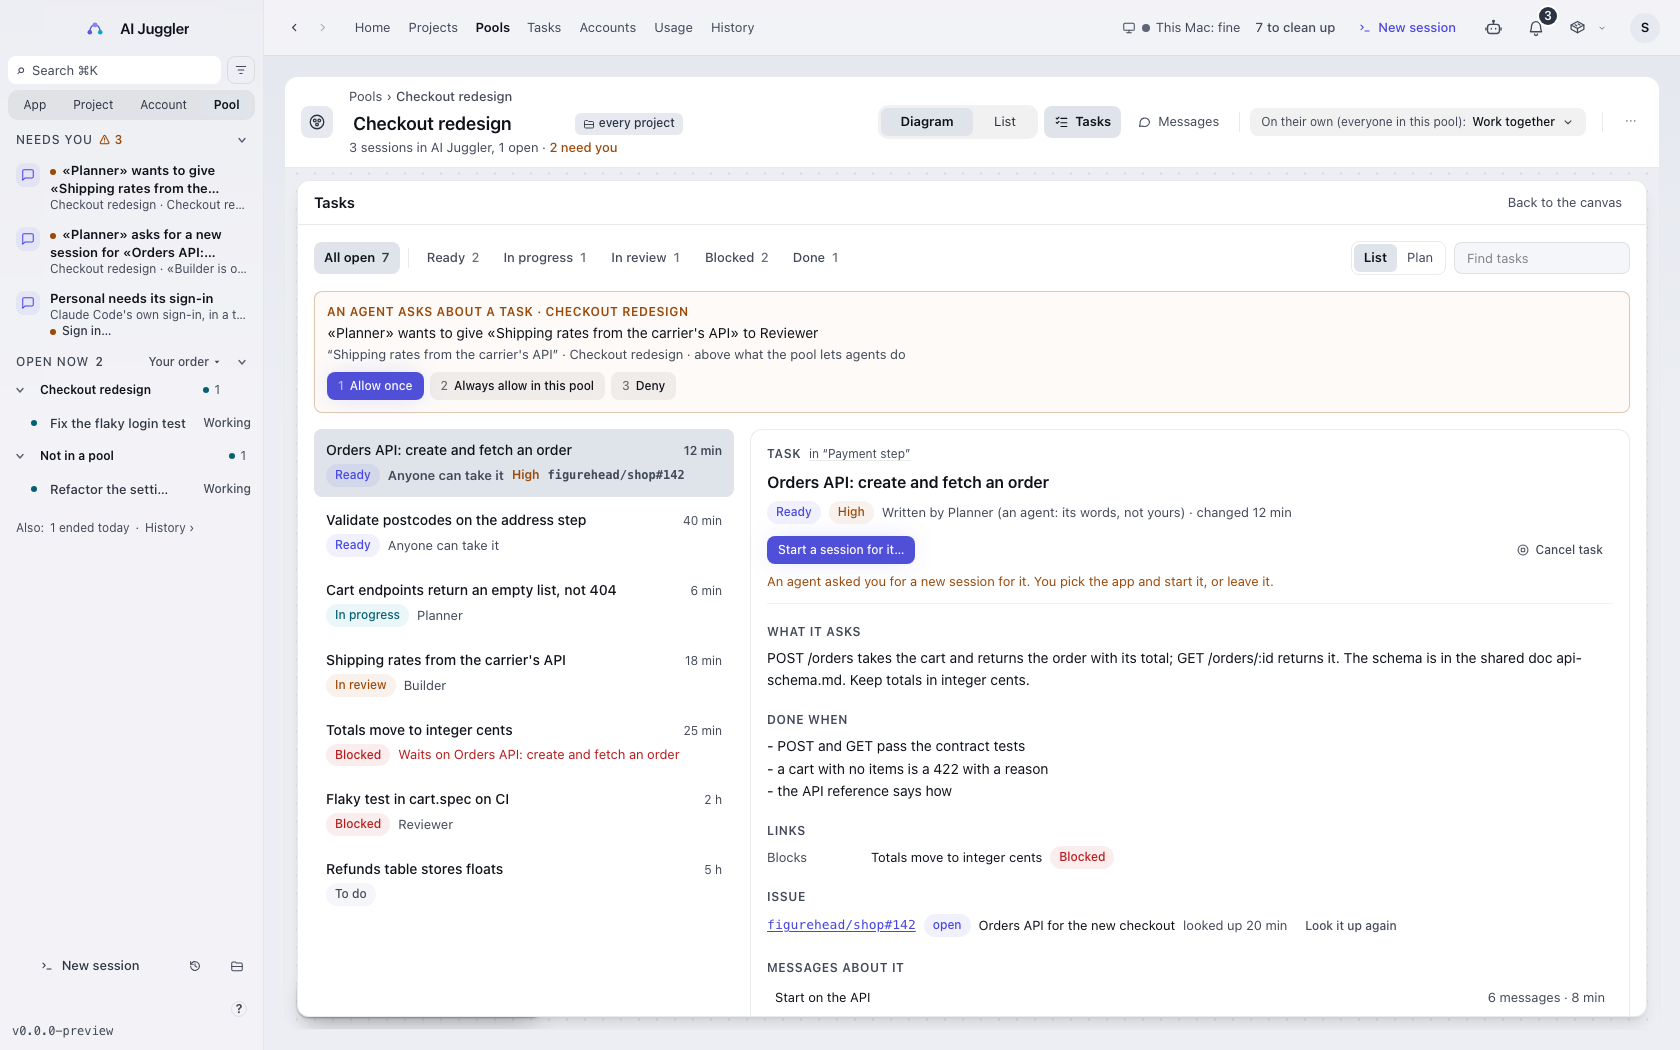 AI Juggler
Search ⌘K
App Project Account Pool
NEEDS YOU 3
«Planner» wants to give
«Shipping rates from the...
Checkout redesign · Checkout re...
«Planner» asks for a new
session for «Orders API:...
Checkout redesign · «Builder is o...
Personal needs its sign-in
Claude Code's own sign-in, in a t...
Sign in...
OPEN NOW 2 Your order
Checkout redesign 1
Fix the flaky login test Working
Not in a pool 1
Refactor the setti... Working
Also: 1 ended today · History ›
New session
?
v0.0.0-preview
Home Projects Pools Tasks Accounts Usage History
This Mac: fine 7 to clean up New session 3 S
Pools › Checkout redesign
Checkout redesign every project
3 sessions in AI Juggler, 1 open · 2 need you
Diagram List Tasks Messages On their own (everyone in this pool): Work together ...
Tasks Back to the canvas
All open 7 Ready 2 In progress 1 In review 1 Blocked 2 Done 1 List Plan Find tasks
AN AGENT ASKS ABOUT A TASK · CHECKOUT REDESIGN
«Planner» wants to give «Shipping rates from the carrier's API» to Reviewer
“Shipping rates from the carrier's API” · Checkout redesign · above what the pool lets agents do
1 Allow once 2 Always allow in this pool 3 Deny
Orders API: create and fetch an order 12 min
Ready Anyone can take it High figurehead/shop#142
Validate postcodes on the address step 40 min
Ready Anyone can take it
Cart endpoints return an empty list, not 404 6 min
In progress Planner
Shipping rates from the carrier's API 18 min
In review Builder
Totals move to integer cents 25 min
Blocked Waits on Orders API: create and fetch an order
Flaky test in cart.spec on CI 2 h
Blocked Reviewer
Refunds table stores floats 5 h
To do
TASK in “Payment step”
Orders API: create and fetch an order
Ready High Written by Planner (an agent: its words, not yours) · changed 12 min
Start a session for it... Cancel task
An agent asked you for a new session for it. You pick the app and start it, or leave it.
WHAT IT ASKS
POST /orders takes the cart and returns the order with its total; GET /orders/:id returns it. The schema is in the shared doc api-
schema.md. Keep totals in integer cents.
DONE WHEN
- POST and GET pass the contract tests
- a cart with no items is a 422 with a reason
- the API reference says how
LINKS
Blocks Totals move to integer cents Blocked
ISSUE
figurehead/shop#142 open Orders API for the new checkout looked up 20 min Look it up again
MESSAGES ABOUT IT
Start on the API 6 messages · 8 min